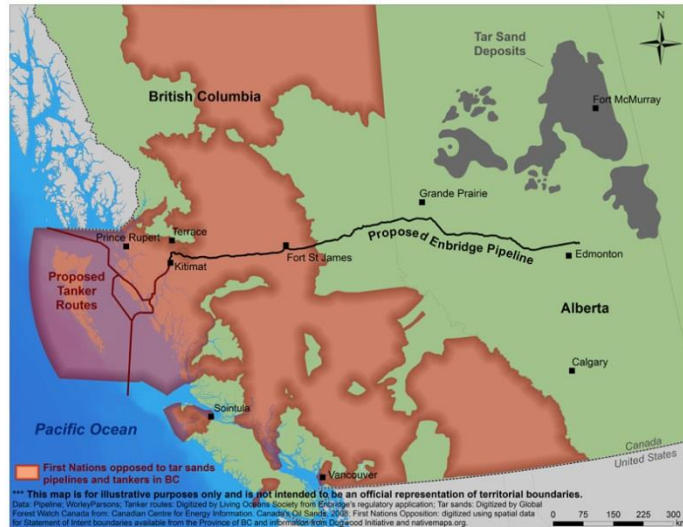 N
Tar Sand
Deposits
British Columbia
Fort McMurray
Grande Prairie
Terrace
Prince Rupert
Proposed Enbridge Pipeline
Kitimat
Fort St James
Edmonton
Proposed
Tanker
Routes
Alberta
Calgary
Sointula
Pacific Ocean
Canada
United States
First Nations opposed to tar sands
pipelines and tankers in BC
Vancouver
*** This map is for illustrative purposes only and is not intended to be an official representation of territorial boundaries.
Data: Pipeline; WorleyParsons; Tanker routes: Digitized by Living Oceans Society from Enbridge's regulatory application; Tar sands: Digitized by Global
Forest Watch Canada from: Canadian Centre for Energy Information. Canada's Oil Sands, 2008; First Nations Opposition: digitized using spatial data
for Statement of Intent boundaries available from the Province of BC and information from Dogwood Initiative and nativemaps.org.
0 75 150 225 300